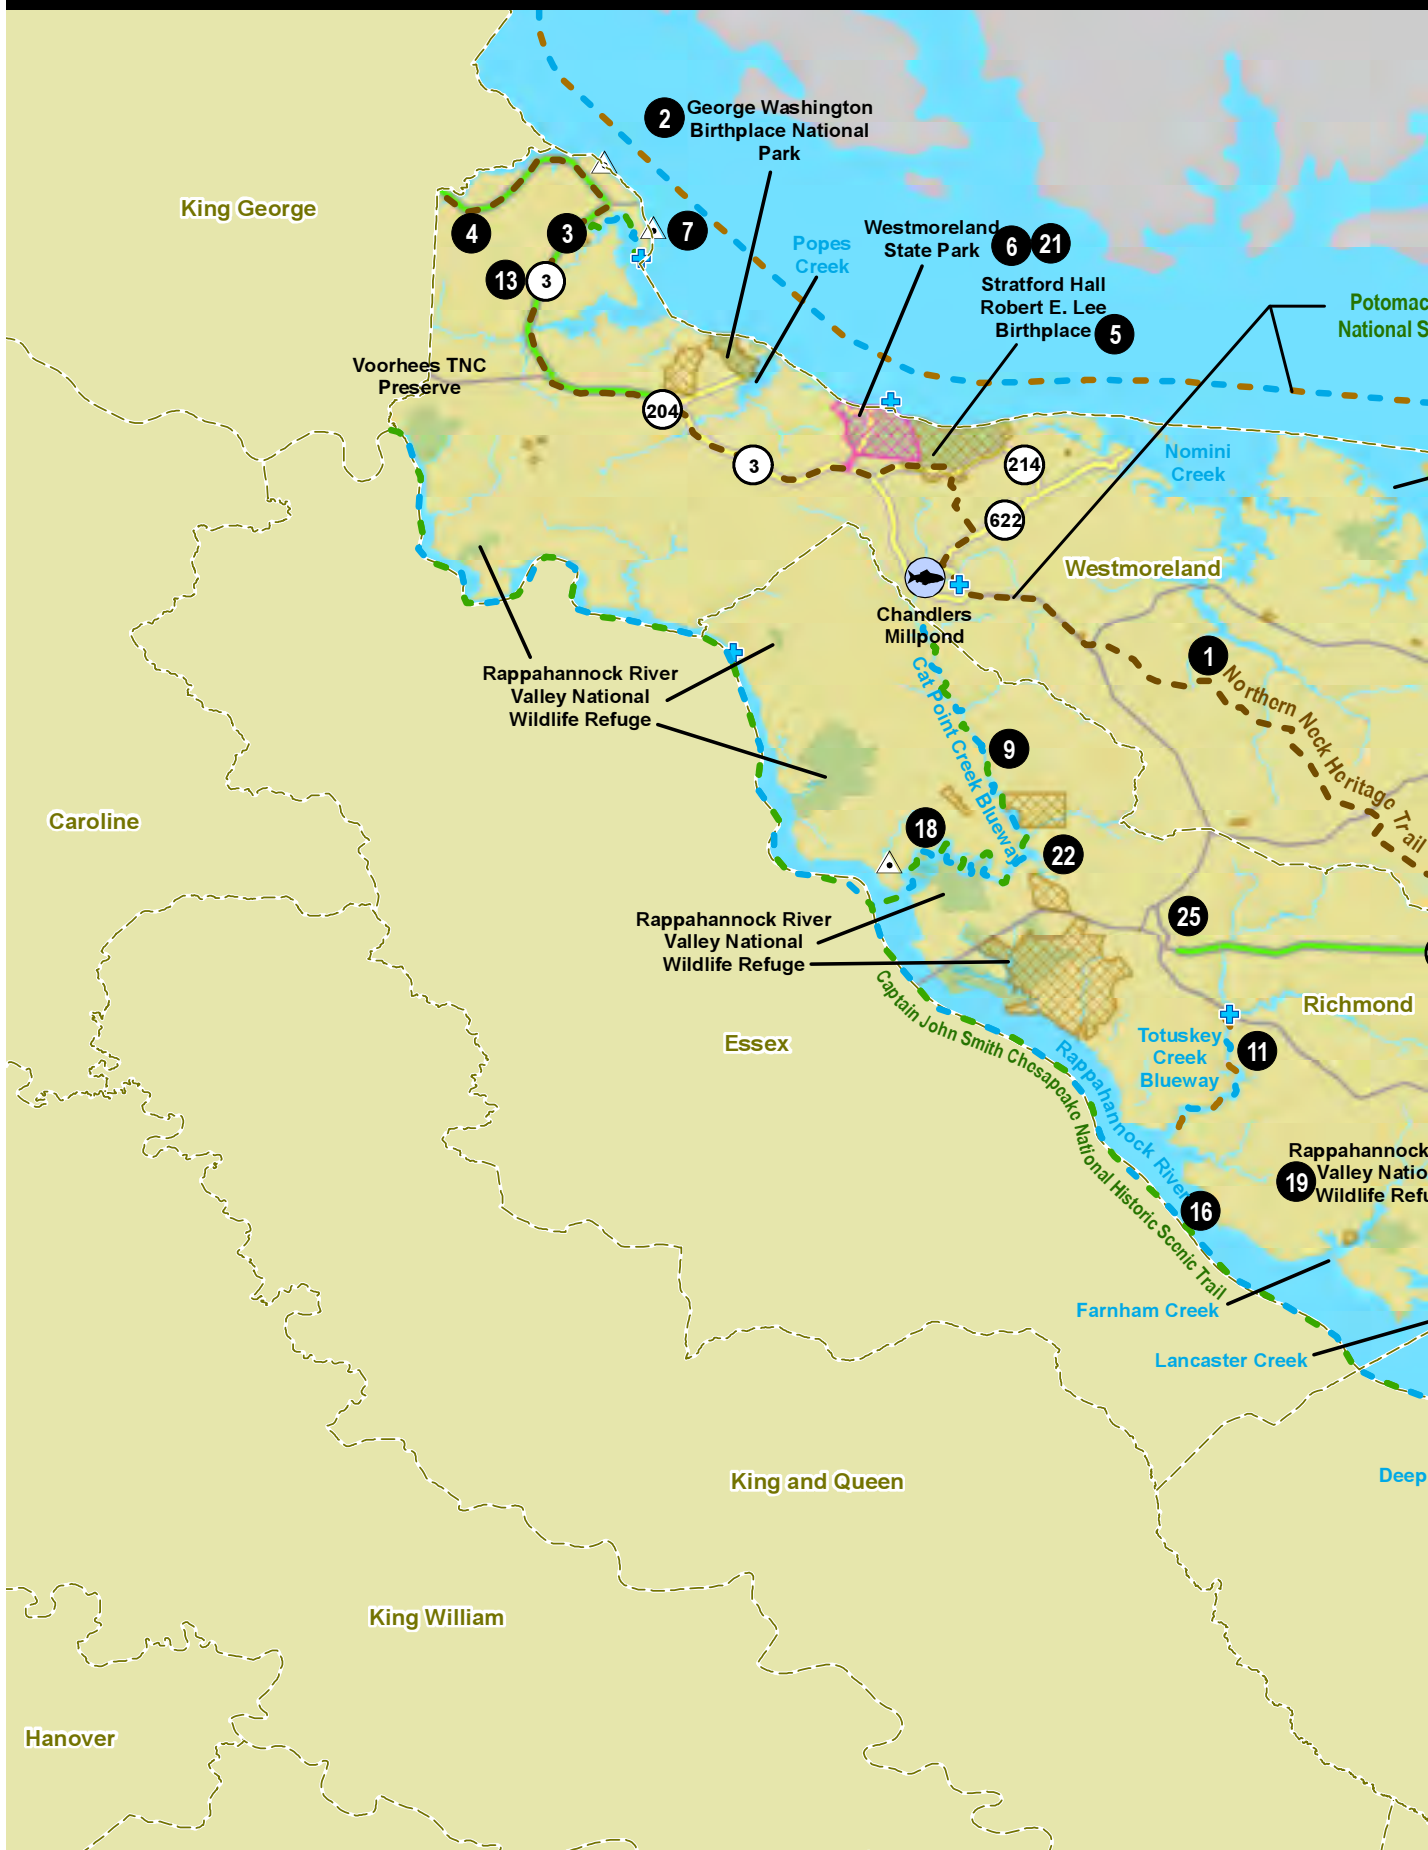 2
George Washington
Birthplace National
Park
King George
4
3
7
13
3
Popes
Creek
Westmoreland
State Park
6
21
Stratford Hall
Robert E. Lee
Birthplace
5
Potomac
National S
Voorhees TNC
Preserve
204
3
214
622
Nomini
Creek
Westmoreland
Chandlers
Millpond
1
Northern Neck Heritage Trail
Rappahannock River
Valley National
Wildlife Refuge
Cat Point Creek Blueway
9
Caroline
18
22
25
Rappahannock River
Valley National
Wildlife Refuge
Richmond
Essex
Captain John Smith Chesapeake National Historic Scenic Trail
Rappahannock River
Totuskey
Creek
Blueway
11
Rappahannock
Valley Natio
Wildlife Refu
19
16
Farnham Creek
Lancaster Creek
Deep
King and Queen
King William
Hanover